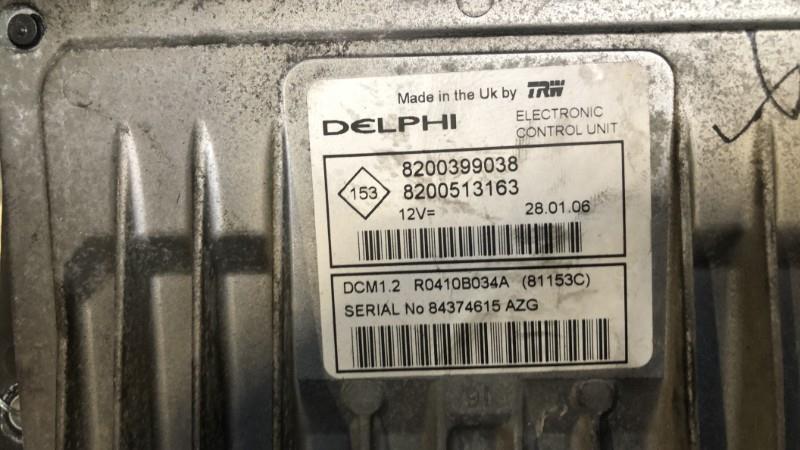 Made in the Uk by TRW
DELPHI
ELECTRONIC
CONTROL UNIT
153
8200399038
8200513163
12V=
28.01.06
DCM1.2 R0410B034A (81153C)
SERIAL No 84374615 AZG